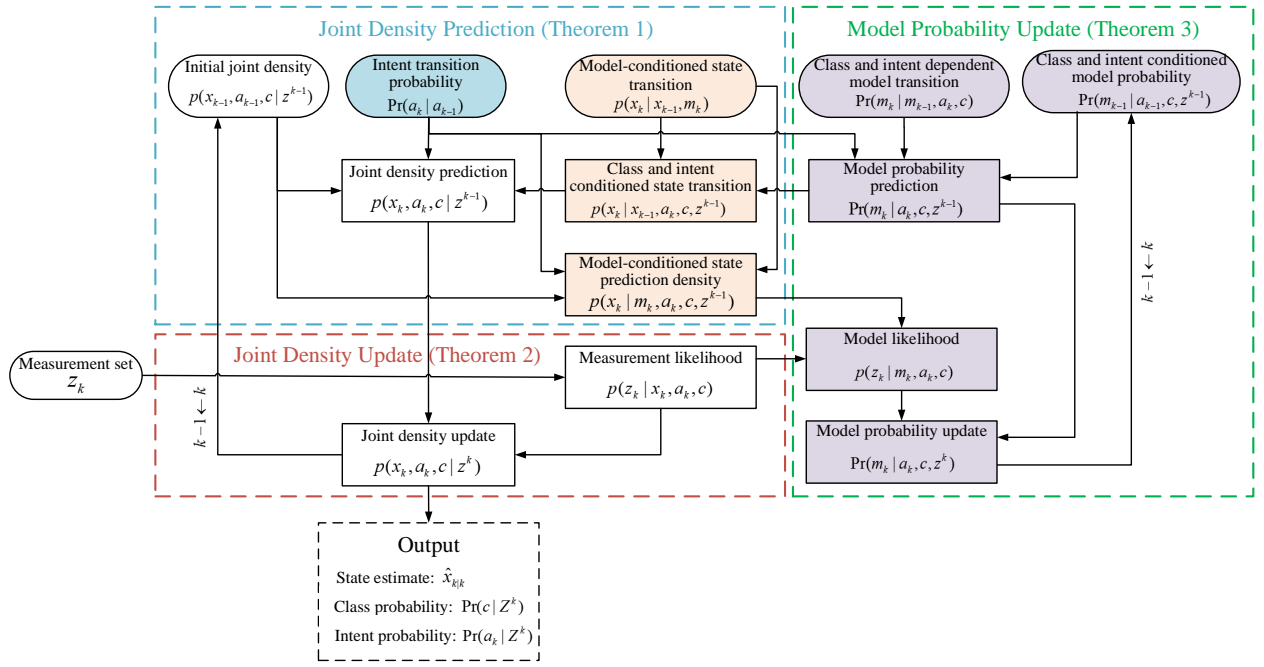 Joint Density Prediction (Theorem 1)
Model Probability Update (Theorem 3)
Initial joint density
p(x_{k-1}, a_{k-1}, c | z^{k-1})
Intent transition
probability
Pr(a_k | a_{k-1})
Model-conditioned state
transition
p(x_k | x_{k-1}, m_k)
Class and intent dependent
model transition
Pr(m_k | m_{k-1}, a_k, c)
Class and intent conditioned
model probability
Pr(m_{k-1} | a_{k-1}, c, z^{k-1})
Joint density prediction
p(x_k, a_k, c | z^{k-1})
Class and intent
conditioned state transition
p(x_k | x_{k-1}, a_k, c, z^{k-1})
Model probability
prediction
Pr(m_k | a_k, c, z^{k-1})
Model-conditioned state
prediction density
p(x_k | m_k, a_k, c, z^{k-1})
k-1 ← k
Joint Density Update (Theorem 2)
Measurement set
z_k
Measurement likelihood
p(z_k | x_k, a_k, c)
Model likelihood
p(z_k | m_k, a_k, c)
k-1 ← k
Joint density update
p(x_k, a_k, c | z^k)
Model probability update
Pr(m_k | a_k, c, z^k)
Output
State estimate: x̂_{k|k}
Class probability: Pr(c | Z^k)
Intent probability: Pr(a_k | Z^k)